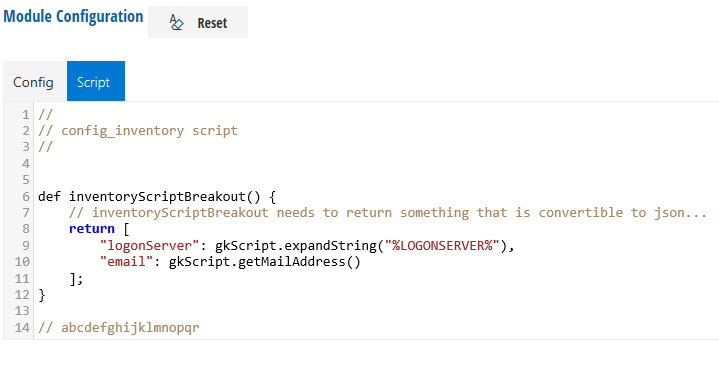 Module Configuration Reset
Config Script
1 //
2 // config_inventory script
3 //
4
5
6 def inventoryScriptBreakout() {
7     // inventoryScriptBreakout needs to return something that is convertible to json...
8     return [
9         "logonServer": gkScript.expandString("%LOGONSERVER%"),
10         "email": gkScript.getMailAddress()
11     ];
12 }
13
14 // abcdefghijklmnopqr